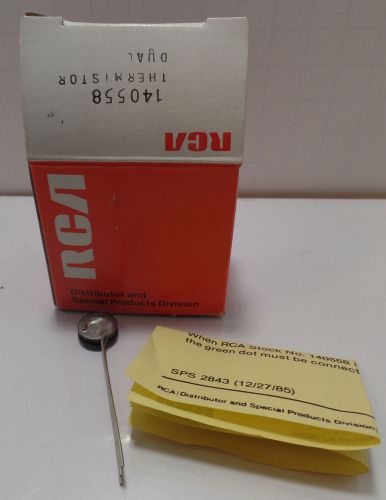 140558
THERMISTOR
DUAL
RCA
RCA
Distributor and
Special Products Division
When RCA Stock No. 140558
the green dot must be connect
SPS 2843 (12/27/85)
RCA/Distributor and Special Products Division